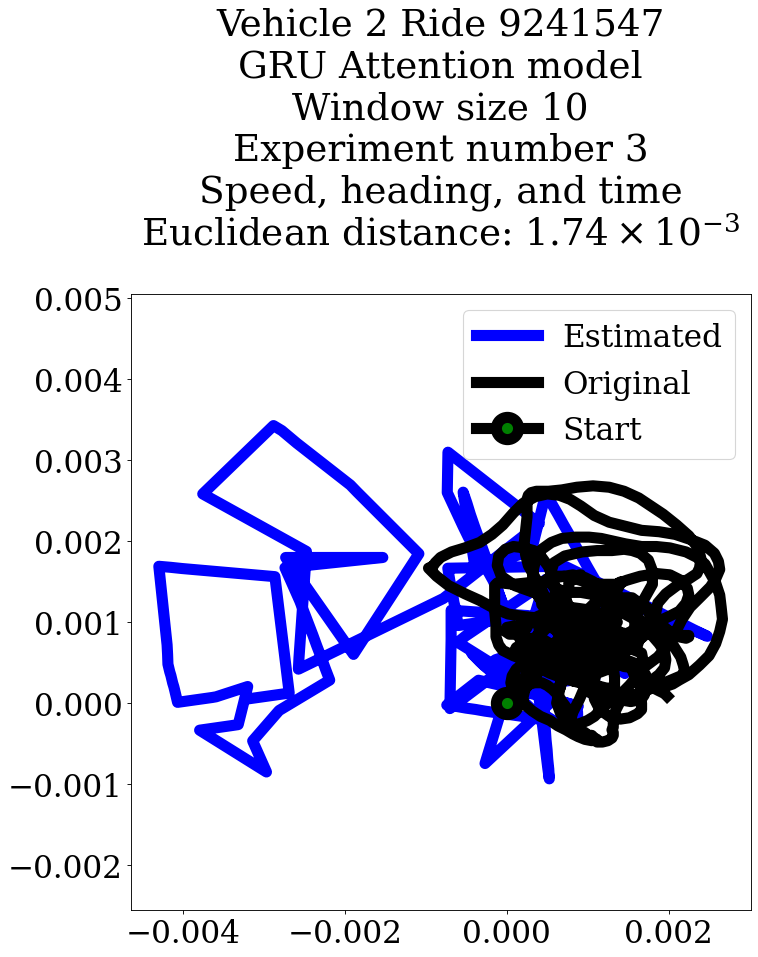 Vehicle 2 Ride 9241547
GRU Attention model
Window size 10
Experiment number 3
Speed, heading, and time
Euclidean distance: 1.74 × 10⁻³
0.005
0.004
0.003
0.002
0.001
0.000
−0.001
−0.002
Estimated
Original
Start
−0.004
−0.002
0.000
0.002